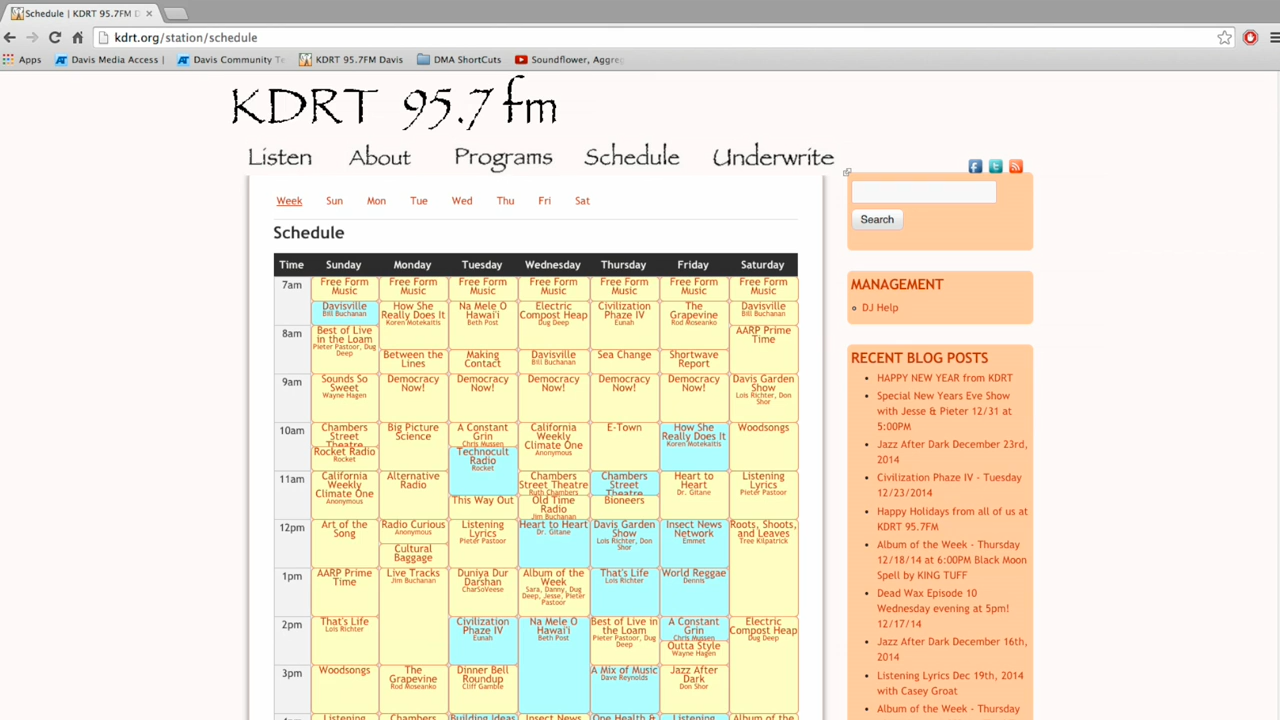 Schedule | KDRT 95.7FM D
kdrt.org/station/schedule
Apps
Davis Media Access |
Davis Community Te
KDRT 95.7FM Davis
DMA ShortCuts
Soundflower, Aggreg
KDRT 95.7 fm
Listen About Programs Schedule Underwrite
Week Sun Mon Tue Wed Thu Fri Sat
Schedule
Time Sunday Monday Tuesday Wednesday Thursday Friday Saturday
7am
Free Form
Music
Free Form
Music
Free Form
Music
Free Form
Music
Free Form
Music
Free Form
Music
Free Form
Music
Davisville
Bill Buchanan
How She
Really Does It
Koren Motekaitis
Na Mele O
Hawai'i
Beth Post
Electric
Compost Heap
Dug Deep
Civilization
Phaze IV
Eunah
The
Grapevine
Rod Moseanko
Davisville
Bill Buchanan
8am
Best of Live
in the Loam
Pieter Pastoor, Dug
Deep
Between the
Lines
Making
Contact
Davisville
Bill Buchanan
Sea Change
Shortwave
Report
AARP Prime
Time
9am
Sounds So
Sweet
Wayne Hagen
Democracy
Now!
Democracy
Now!
Democracy
Now!
Democracy
Now!
Democracy
Now!
Davis Garden
Show
Lois Richter, Don
Shor
10am
Chambers
Street
Theatre
Rocket Radio
Rocket
Big Picture
Science
A Constant
Grin
Chris Mussen
Technocult
Radio
Rocket
California
Weekly
Climate One
Anonymous
E-Town
How She
Really Does It
Koren Motekaitis
Woodsongs
11am
California
Weekly
Climate One
Anonymous
Alternative
Radio
This Way Out
Chambers
Street Theatre
Ruth Chambers
Old Time
Radio
Jim Buchanan
Chambers
Street
Theatre
Bioneers
Heart to
Heart
Dr. Gitane
Listening
Lyrics
Pieter Pastoor
12pm
Art of the
Song
Radio Curious
Anonymous
Cultural
Baggage
Listening
Lyrics
Pieter Pastoor
Heart to Heart
Dr. Gitane
Davis Garden
Show
Lois Richter, Don
Shor
Insect News
Network
Emmet
Roots, Shoots,
and Leaves
Tree Kilpatrick
1pm
AARP Prime
Time
Live Tracks
Jim Buchanan
Duniya Dur
Darshan
CharSoVeese
Album of the
Week
Sara, Danny, Dug
Deep, Jesse, Pieter
Pastoor
That's Life
Lois Richter
World Reggae
Dennis
2pm
That's Life
Lois Richter
Civilization
Phaze IV
Eunah
Na Mele O
Hawai'i
Beth Post
Best of Live in
the Loam
Pieter Pastoor, Dug
Deep
A Constant
Grin
Chris Mussen
Outta Style
Wayne Hagen
Electric
Compost Heap
Dug Deep
3pm
Woodsongs
The
Grapevine
Rod Moseanko
Dinner Bell
Roundup
Cliff Gamble
A Mix of Music
Dave Reynolds
Jazz After
Dark
Don Shor
4pm
Listening
Chambers
Building Ideas
Insect News
One Health &
Listening
Album of the
Search
MANAGEMENT
DJ Help
RECENT BLOG POSTS
HAPPY NEW YEAR from KDRT
Special New Years Eve Show
with Jesse & Pieter 12/31 at
5:00PM
Jazz After Dark December 23rd,
2014
Civilization Phaze IV - Tuesday
12/23/2014
Happy Holidays from all of us at
KDRT 95.7FM
Album of the Week - Thursday
12/18/14 at 6:00PM Black Moon
Spell by KING TUFF
Dead Wax Episode 10
Wednesday evening at 5pm!
12/17/14
Jazz After Dark December 16th,
2014
Listening Lyrics Dec 19th, 2014
with Casey Groat
Album of the Week - Thursday